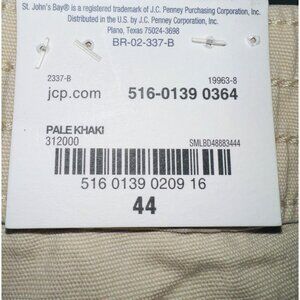 St. John's Bay® is a registered trademark of J.C. Penney Purchasing Corporation, Inc.
Distributed in the U.S. by J.C. Penney Corporation, Inc.
Plano, Texas 75024-3698
BR-02-337-B
2337-B 19963-8
jcp.com 516-0139 0364
PALE KHAKI
312000 SMLBD48883444
516 0139 0209 16
44